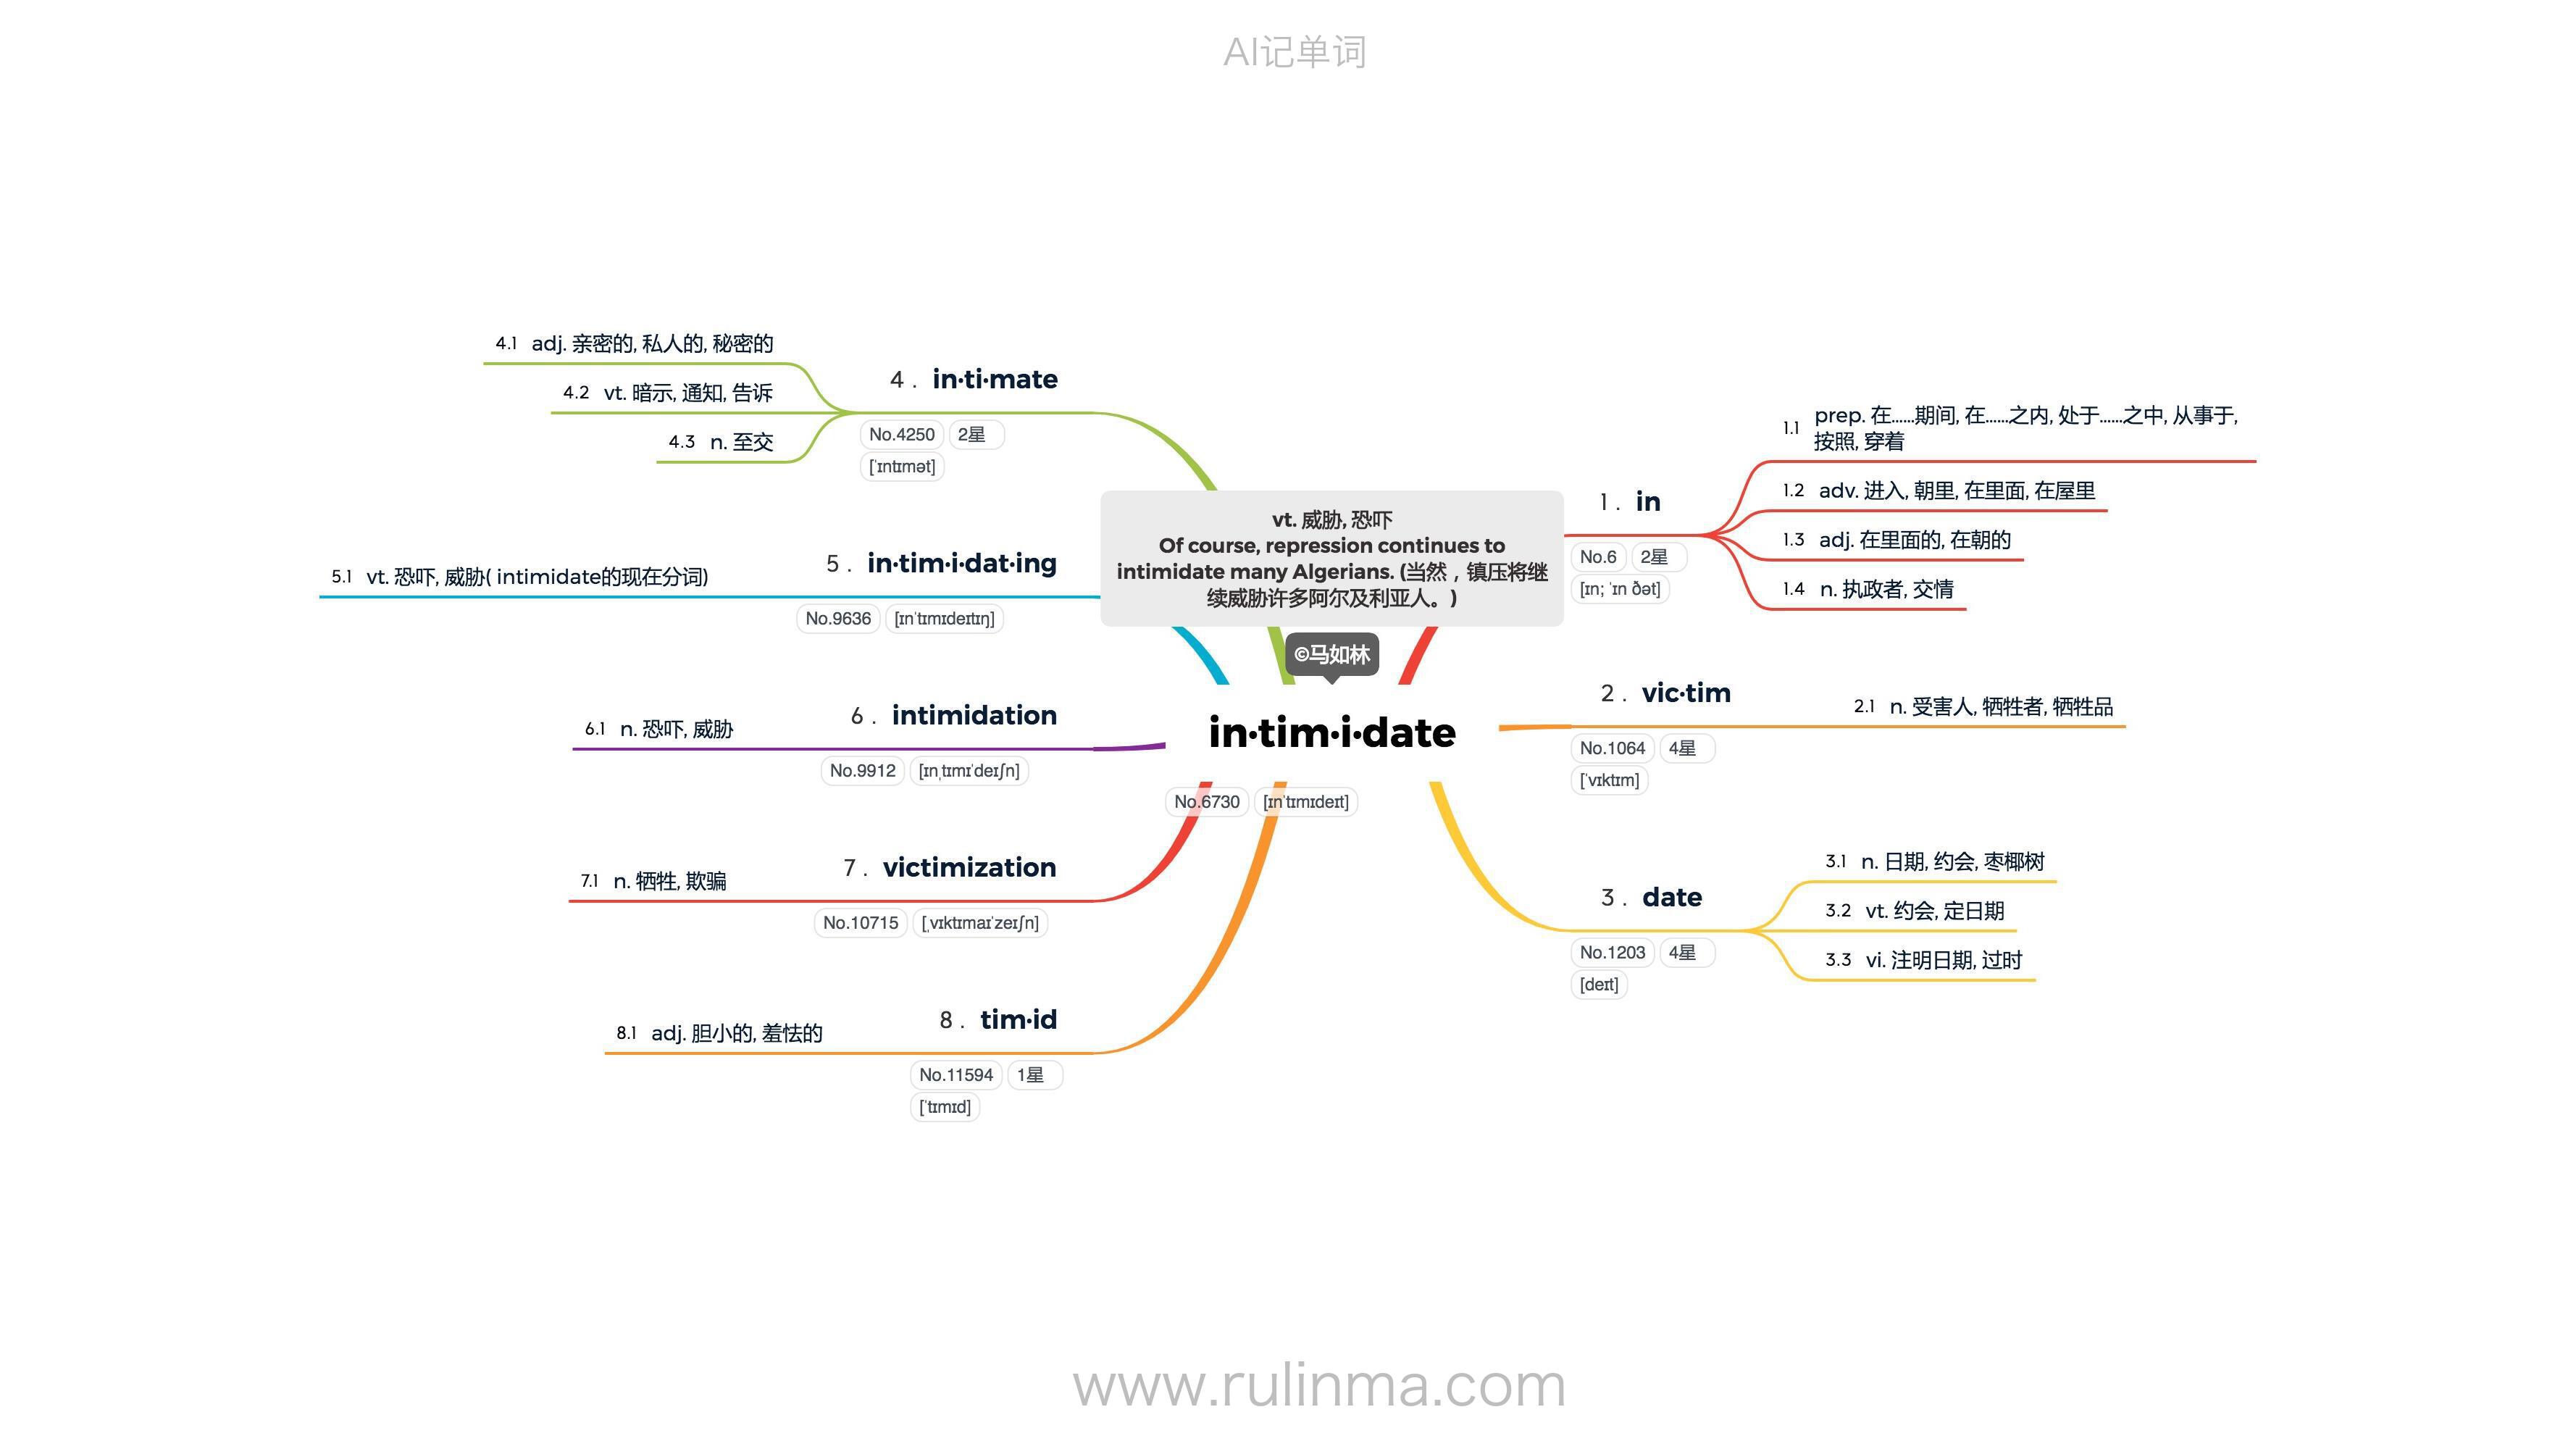 AI记单词
vt. 威胁, 恐吓
Of course, repression continues to
intimidate many Algerians. (当然，镇压将继
续威胁许多阿尔及利亚人。)
©马如林
in·tim·i·date
No.6730 [ɪnˈtɪmɪdeɪt]
1 . in
No.6 2星
[ɪn; ˈɪn ðət]
1.1 prep. 在……期间, 在……之内, 处于……之中, 从事于,
按照, 穿着
1.2 adv. 进入, 朝里, 在里面, 在屋里
1.3 adj. 在里面的, 在朝的
1.4 n. 执政者, 交情
2 . vic·tim
No.1064 4星
[ˈvɪktɪm]
2.1 n. 受害人, 牺牲者, 牺牲品
3 . date
No.1203 4星
[deɪt]
3.1 n. 日期, 约会, 枣椰树
3.2 vt. 约会, 定日期
3.3 vi. 注明日期, 过时
4 . in·ti·mate
No.4250 2星
[ˈɪntɪmət]
4.1 adj. 亲密的, 私人的, 秘密的
4.2 vt. 暗示, 通知, 告诉
4.3 n. 至交
5 . in·tim·i·dat·ing
No.9636 [ɪnˈtɪmɪdeɪtɪŋ]
5.1 vt. 恐吓, 威胁( intimidate的现在分词)
6 . intimidation
No.9912 [ɪnˌtɪmɪˈdeɪʃn]
6.1 n. 恐吓, 威胁
7 . victimization
No.10715 [ˌvɪktɪmaɪˈzeɪʃn]
7.1 n. 牺牲, 欺骗
8 . tim·id
No.11594 1星
[ˈtɪmɪd]
8.1 adj. 胆小的, 羞怯的
www.rulinma.com